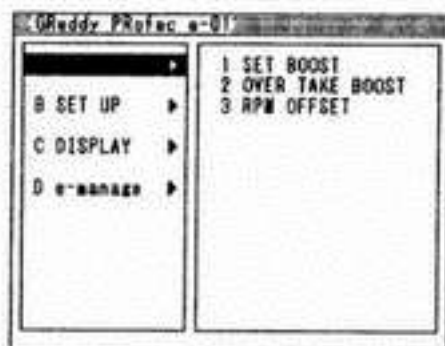 GReddy PRofec e-01
B SET UP
C DISPLAY
D e-manage
1 SET BOOST
2 OVER TAKE BOOST
3 RPM OFFSET